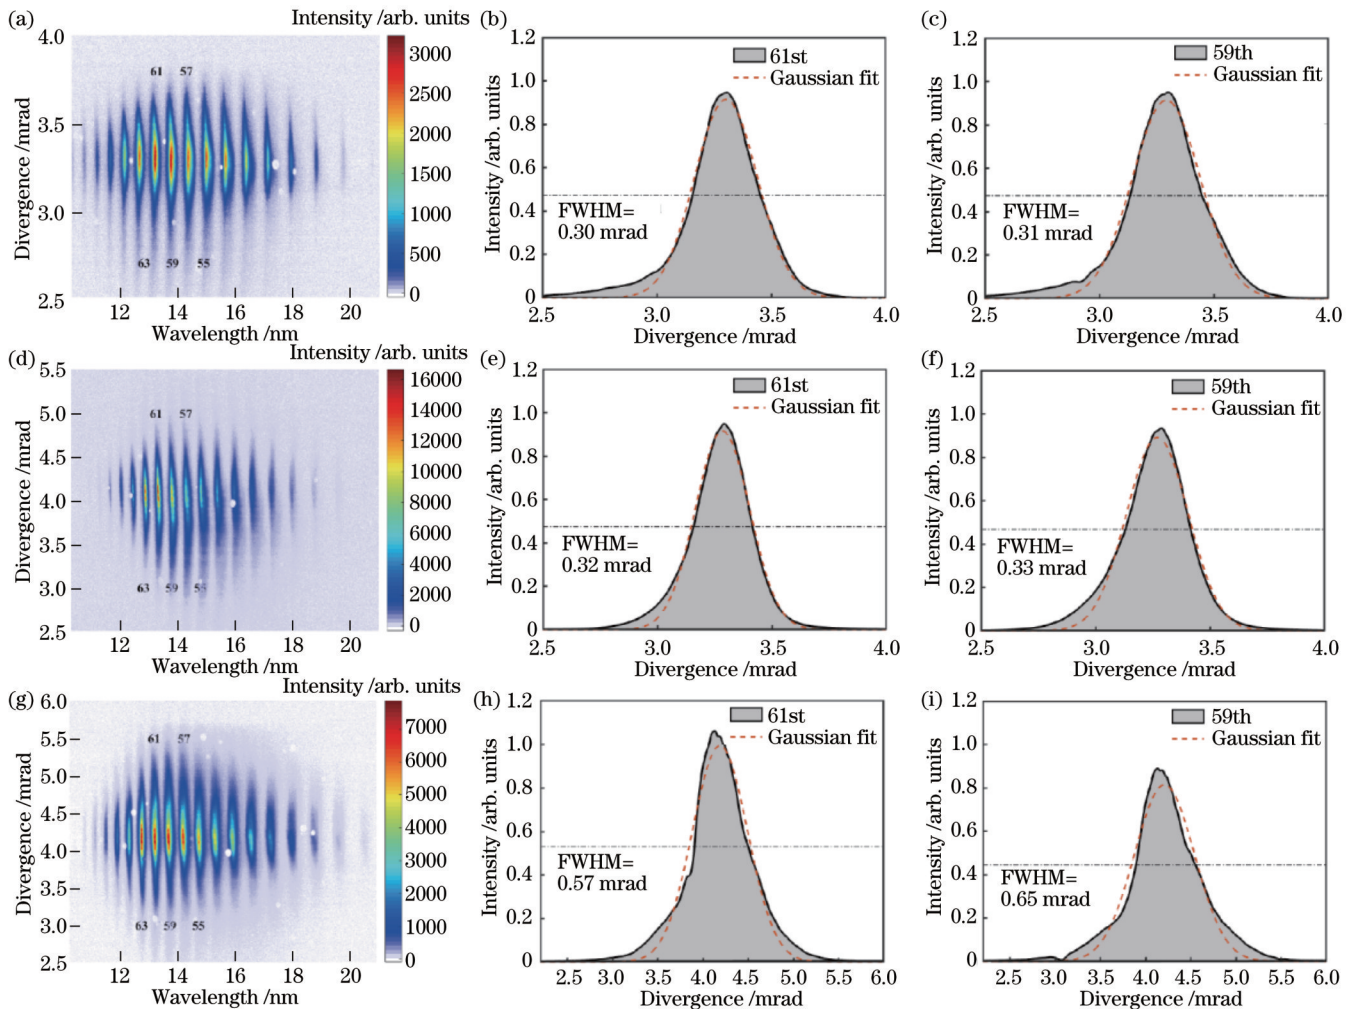 (a)
Intensity /arb. units
4.0
3.5
3.0
2.5
Divergence /mrad
61 57
63 59 55
12 14 16 18 20
Wavelength /nm
3000
2500
2000
1500
1000
500
0
(b)
1.2
1.0
0.8
0.6
0.4
0.2
0
Intensity /arb. units
61st
Gaussian fit
FWHM=
0.30 mrad
2.5 3.0 3.5 4.0
Divergence /mrad
(c)
1.2
1.0
0.8
0.6
0.4
0.2
0
Intensity /arb. units
59th
Gaussian fit
FWHM=
0.31 mrad
2.5 3.0 3.5 4.0
Divergence /mrad
(d)
Intensity /arb. units
5.5
5.0
4.5
4.0
3.5
3.0
2.5
Divergence /mrad
61 57
63 59 55
12 14 16 18 20
Wavelength /nm
16000
14000
12000
10000
8000
6000
4000
2000
0
(e)
1.2
1.0
0.8
0.6
0.4
0.2
0
Intensity /arb. units
61st
Gaussian fit
FWHM=
0.32 mrad
2.5 3.0 3.5 4.0
Divergence /mrad
(f)
1.2
1.0
0.8
0.6
0.4
0.2
0
Intensity /arb. units
59th
Gaussian fit
FWHM=
0.33 mrad
2.5 3.0 3.5 4.0
Divergence /mrad
(g)
Intensity /arb. units
6.0
5.5
5.0
4.5
4.0
3.5
3.0
2.5
Divergence /mrad
61 57
63 59 55
12 14 16 18 20
Wavelength /nm
7000
6000
5000
4000
3000
2000
1000
0
(h)
1.2
1.0
0.8
0.6
0.4
0.2
0
Intensity /arb. units
61st
Gaussian fit
FWHM=
0.57 mrad
2.5 3.0 3.5 4.0 4.5 5.0 5.5 6.0
Divergence /mrad
(i)
1.2
1.0
0.8
0.6
0.4
0.2
0
Intensity /arb. units
59th
Gaussian fit
FWHM=
0.65 mrad
2.5 3.0 3.5 4.0 4.5 5.0 5.5 6.0
Divergence /mrad